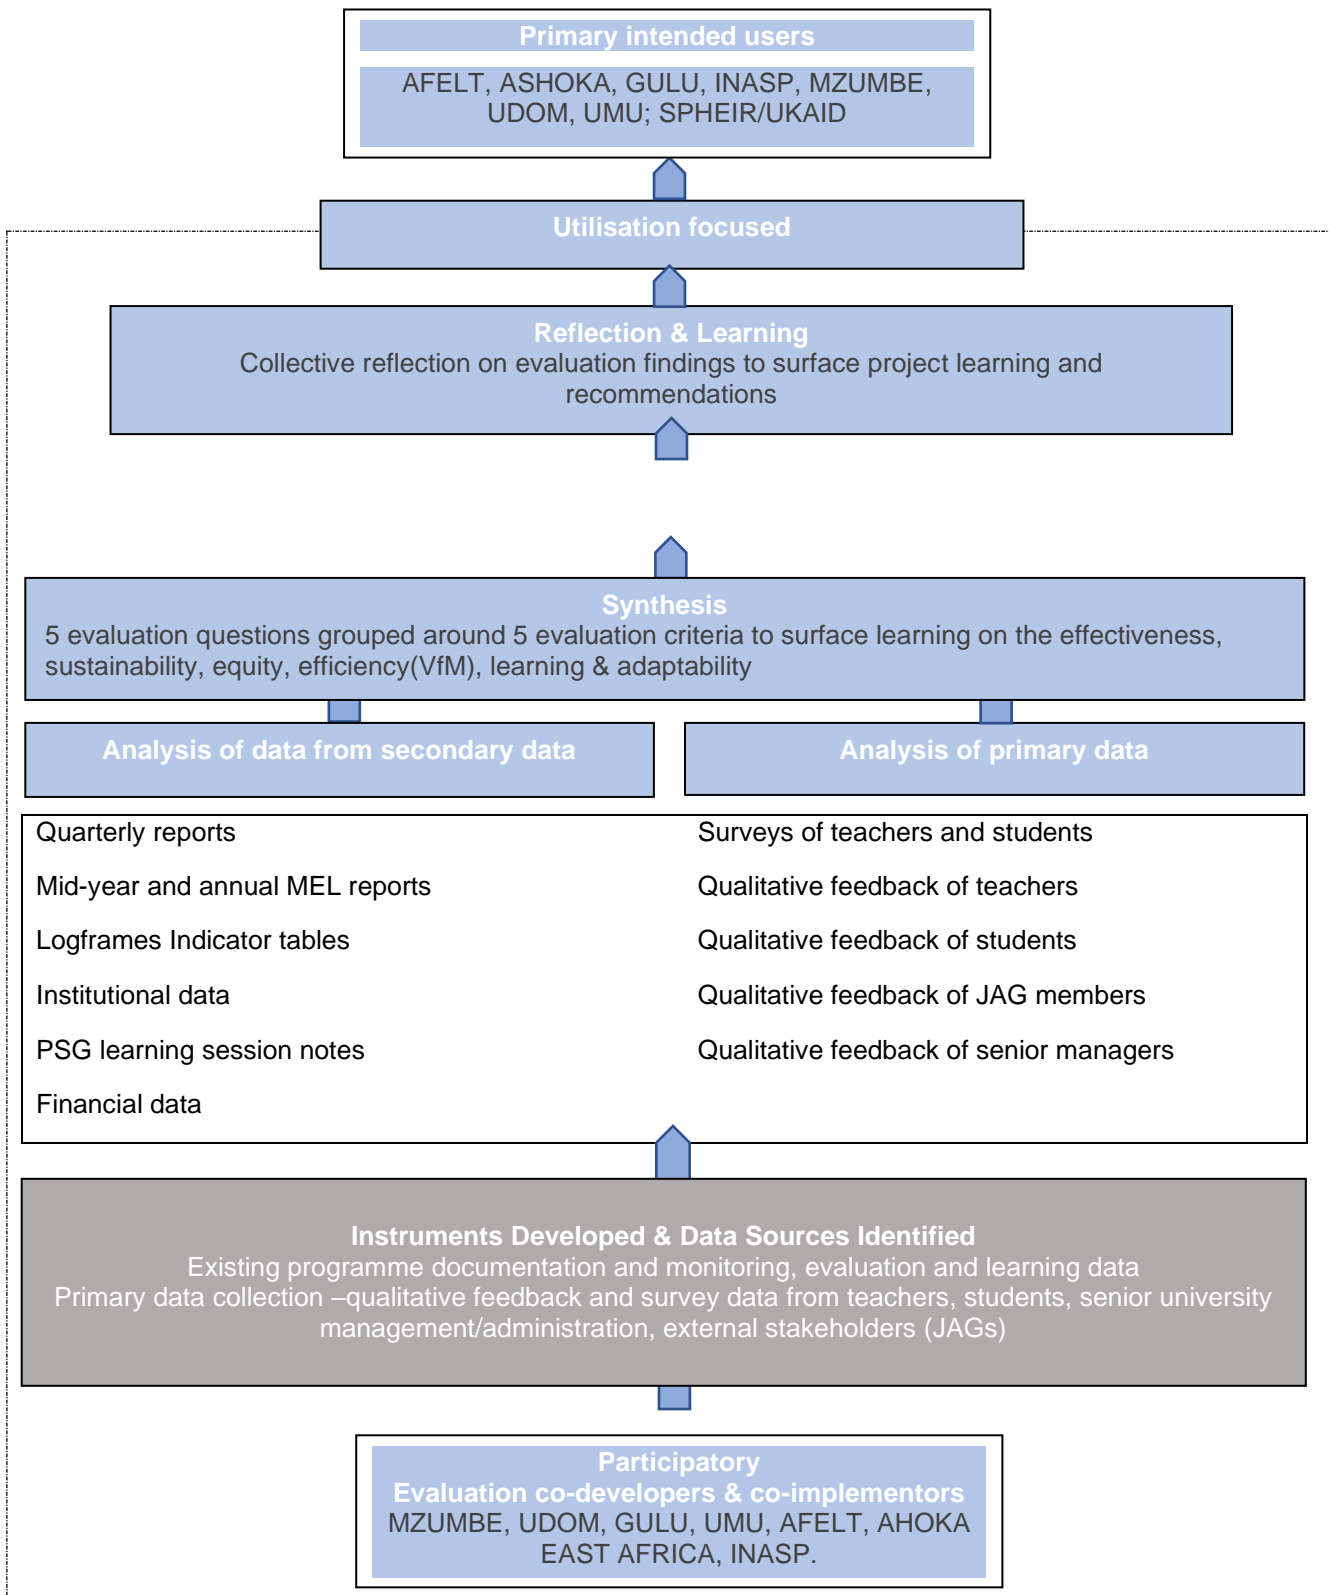 Primary intended users
AFELT, ASHOKA, GULU, INASP, MZUMBE,
UDOM, UMU; SPHEIR/UKAID
Utilisation focused
Reflection & Learning
Collective reflection on evaluation findings to surface project learning and
recommendations
Synthesis
5 evaluation questions grouped around 5 evaluation criteria to surface learning on the effectiveness,
sustainability, equity, efficiency(VfM), learning & adaptability
Analysis of data from secondary data
Analysis of primary data
Quarterly reports
Mid-year and annual MEL reports
Logframes Indicator tables
Institutional data
PSG learning session notes
Financial data
Surveys of teachers and students
Qualitative feedback of teachers
Qualitative feedback of students
Qualitative feedback of JAG members
Qualitative feedback of senior managers
Instruments Developed & Data Sources Identified
Existing programme documentation and monitoring, evaluation and learning data
Primary data collection –qualitative feedback and survey data from teachers, students, senior university
management/administration, external stakeholders (JAGs)
Participatory
Evaluation co-developers & co-implementors
MZUMBE, UDOM, GULU, UMU, AFELT, AHOKA
EAST AFRICA, INASP.